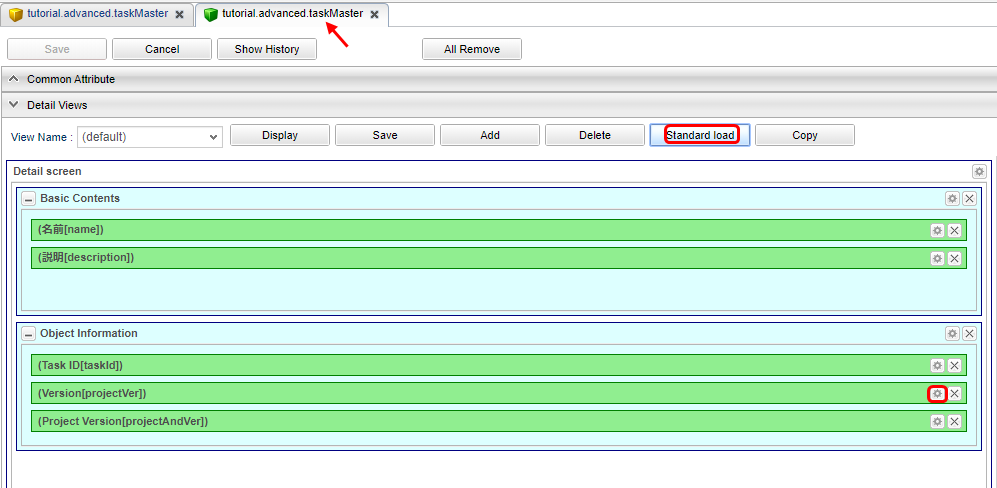 tutorial.advanced.taskMaster tutorial.advanced.taskMaster
Save Cancel Show History All Remove
Common Attribute
Detail Views
View Name : (default) Display Save Add Delete Standard load Copy
Detail screen
Basic Contents
(名前[name])
(説明[description])
Object Information
(Task ID[taskId])
(Version[projectVer])
(Project Version[projectAndVer])